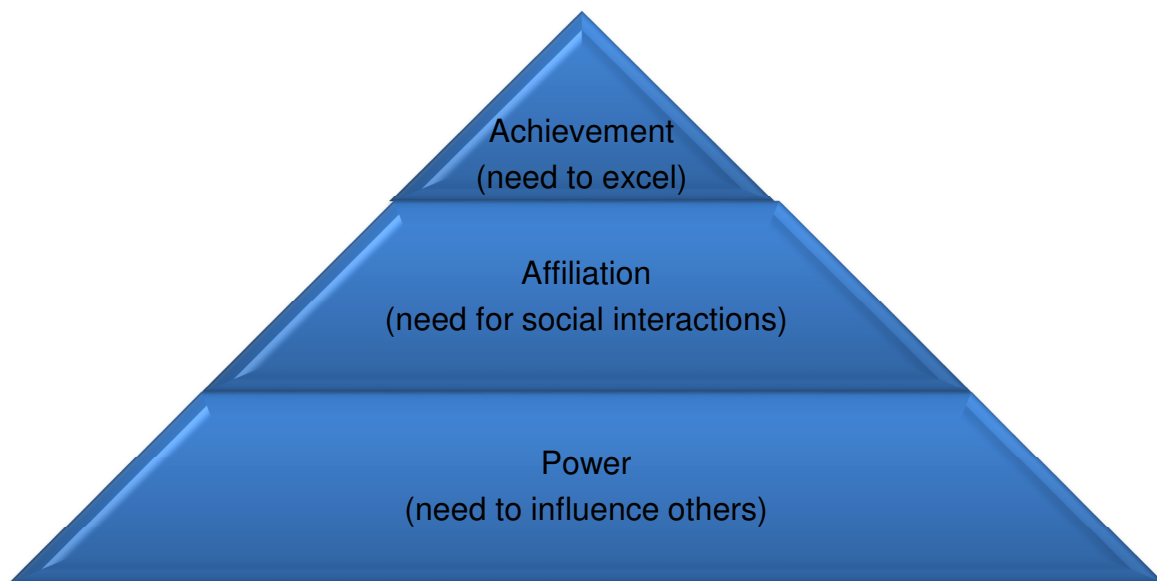 Achievement
(need to excel)
Affiliation
(need for social interactions)
Power
(need to influence others)